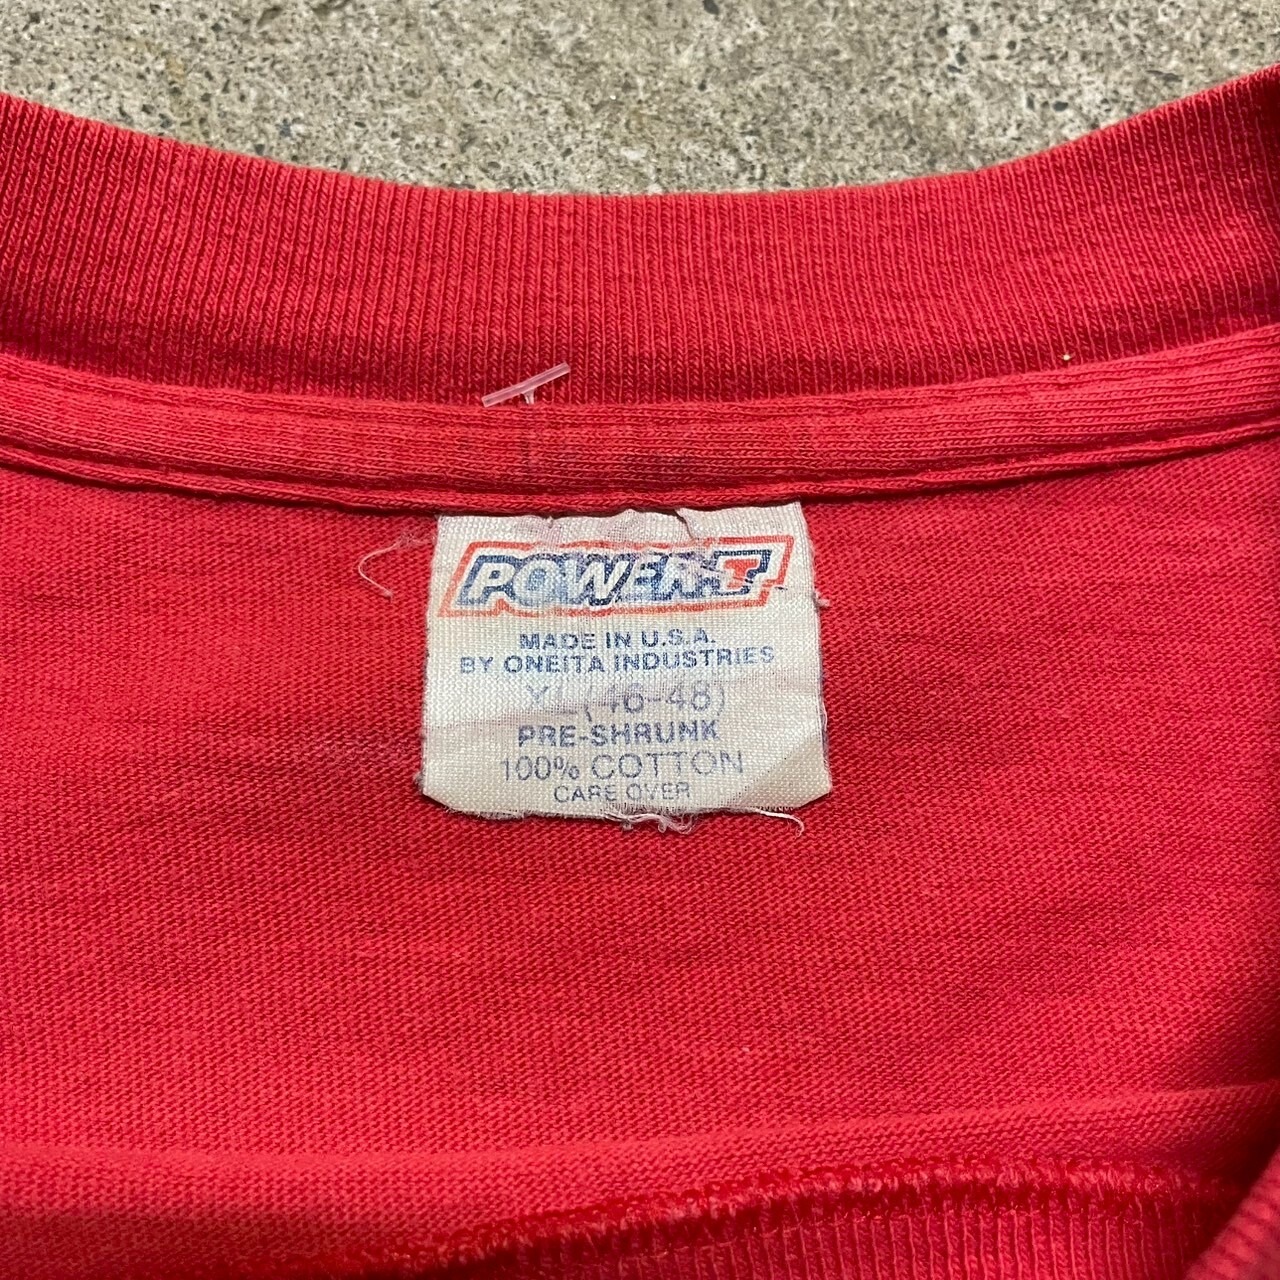 POWER-T
MADE IN U.S.A.
BY ONEITA INDUSTRIES
XL(46-48)
PRE-SHRUNK
100% COTTON
CARE OVER